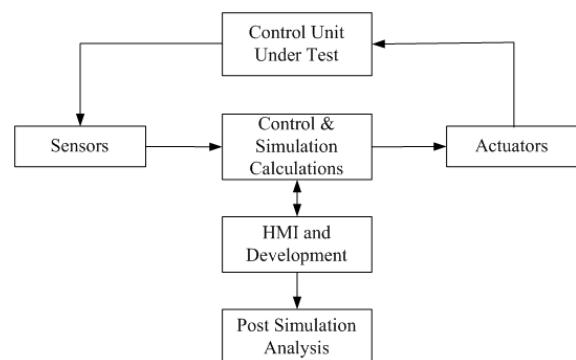 Control Unit
Under Test
Sensors
Control &
Simulation
Calculations
Actuators
HMI and
Development
Post Simulation
Analysis